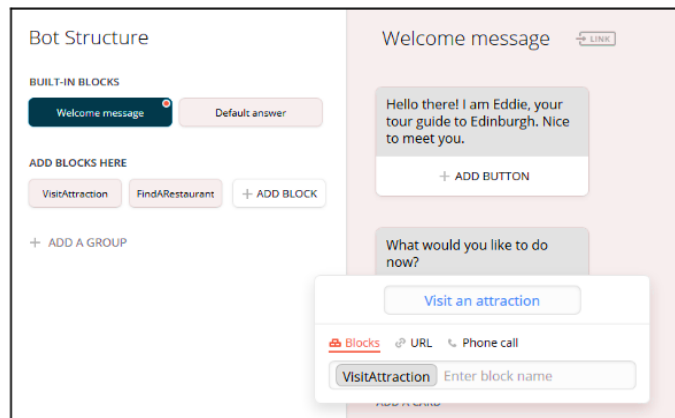 Bot Structure
BUILT-IN BLOCKS
Welcome message
Default answer
ADD BLOCKS HERE
VisitAttraction
FindARestaurant
+ ADD BLOCK
+ ADD A GROUP
Welcome message
LINK
Hello there! I am Eddie, your
tour guide to Edinburgh. Nice
to meet you.
+ ADD BUTTON
What would you like to do
now?
Visit an attraction
Blocks
URL
Phone call
VisitAttraction
Enter block name
ADD A CARD